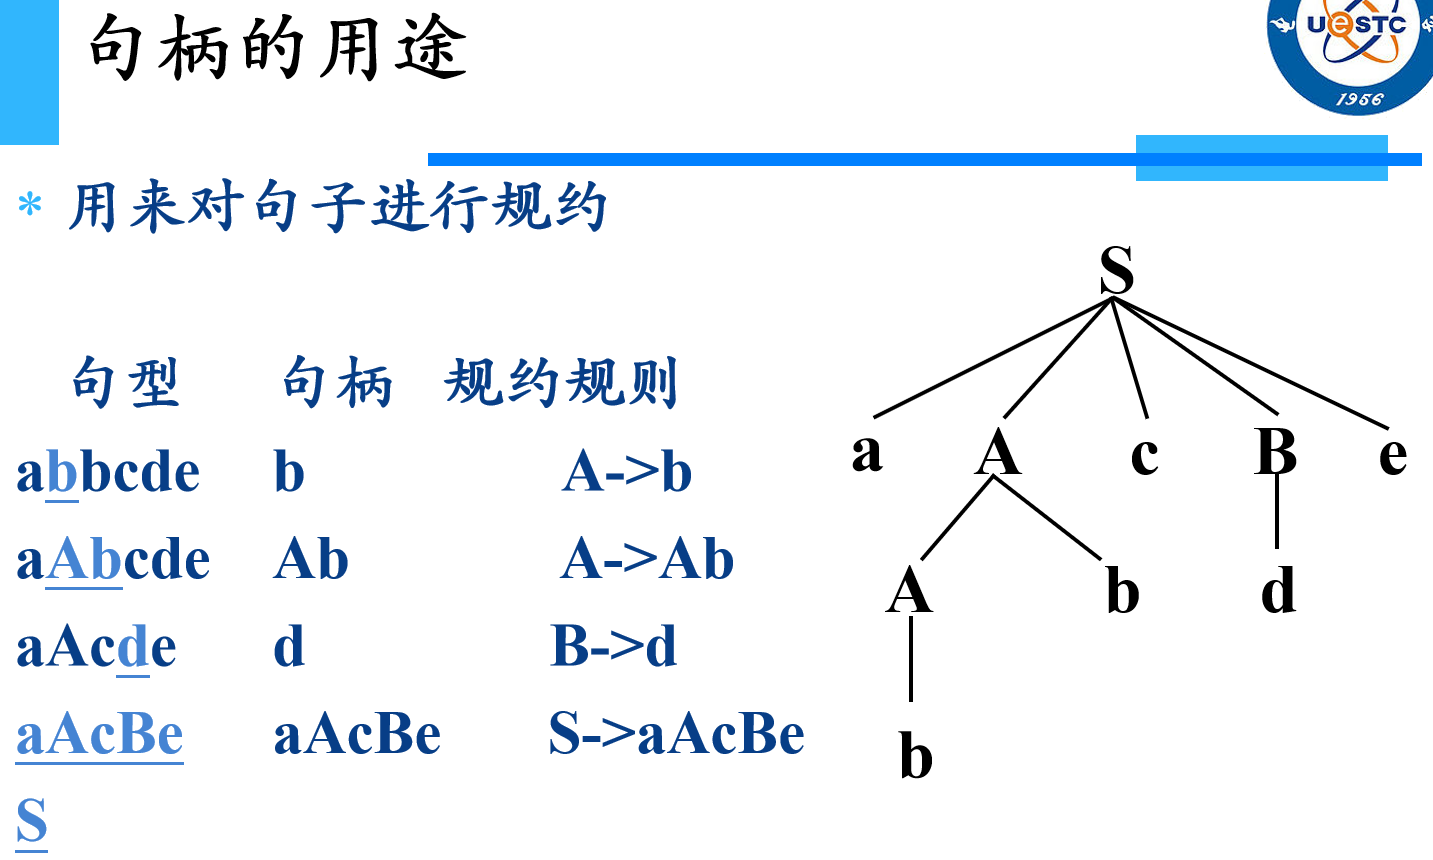 句柄的用途
UeSTC
1956
* 用来对句子进行规约
句型 句柄 规约规则
abbcde b A->b
aAbcde Ab A->Ab
aAcde d B->d
aAcBe aAcBe S->aAcBe
S
S
a A c B e
A b d
b